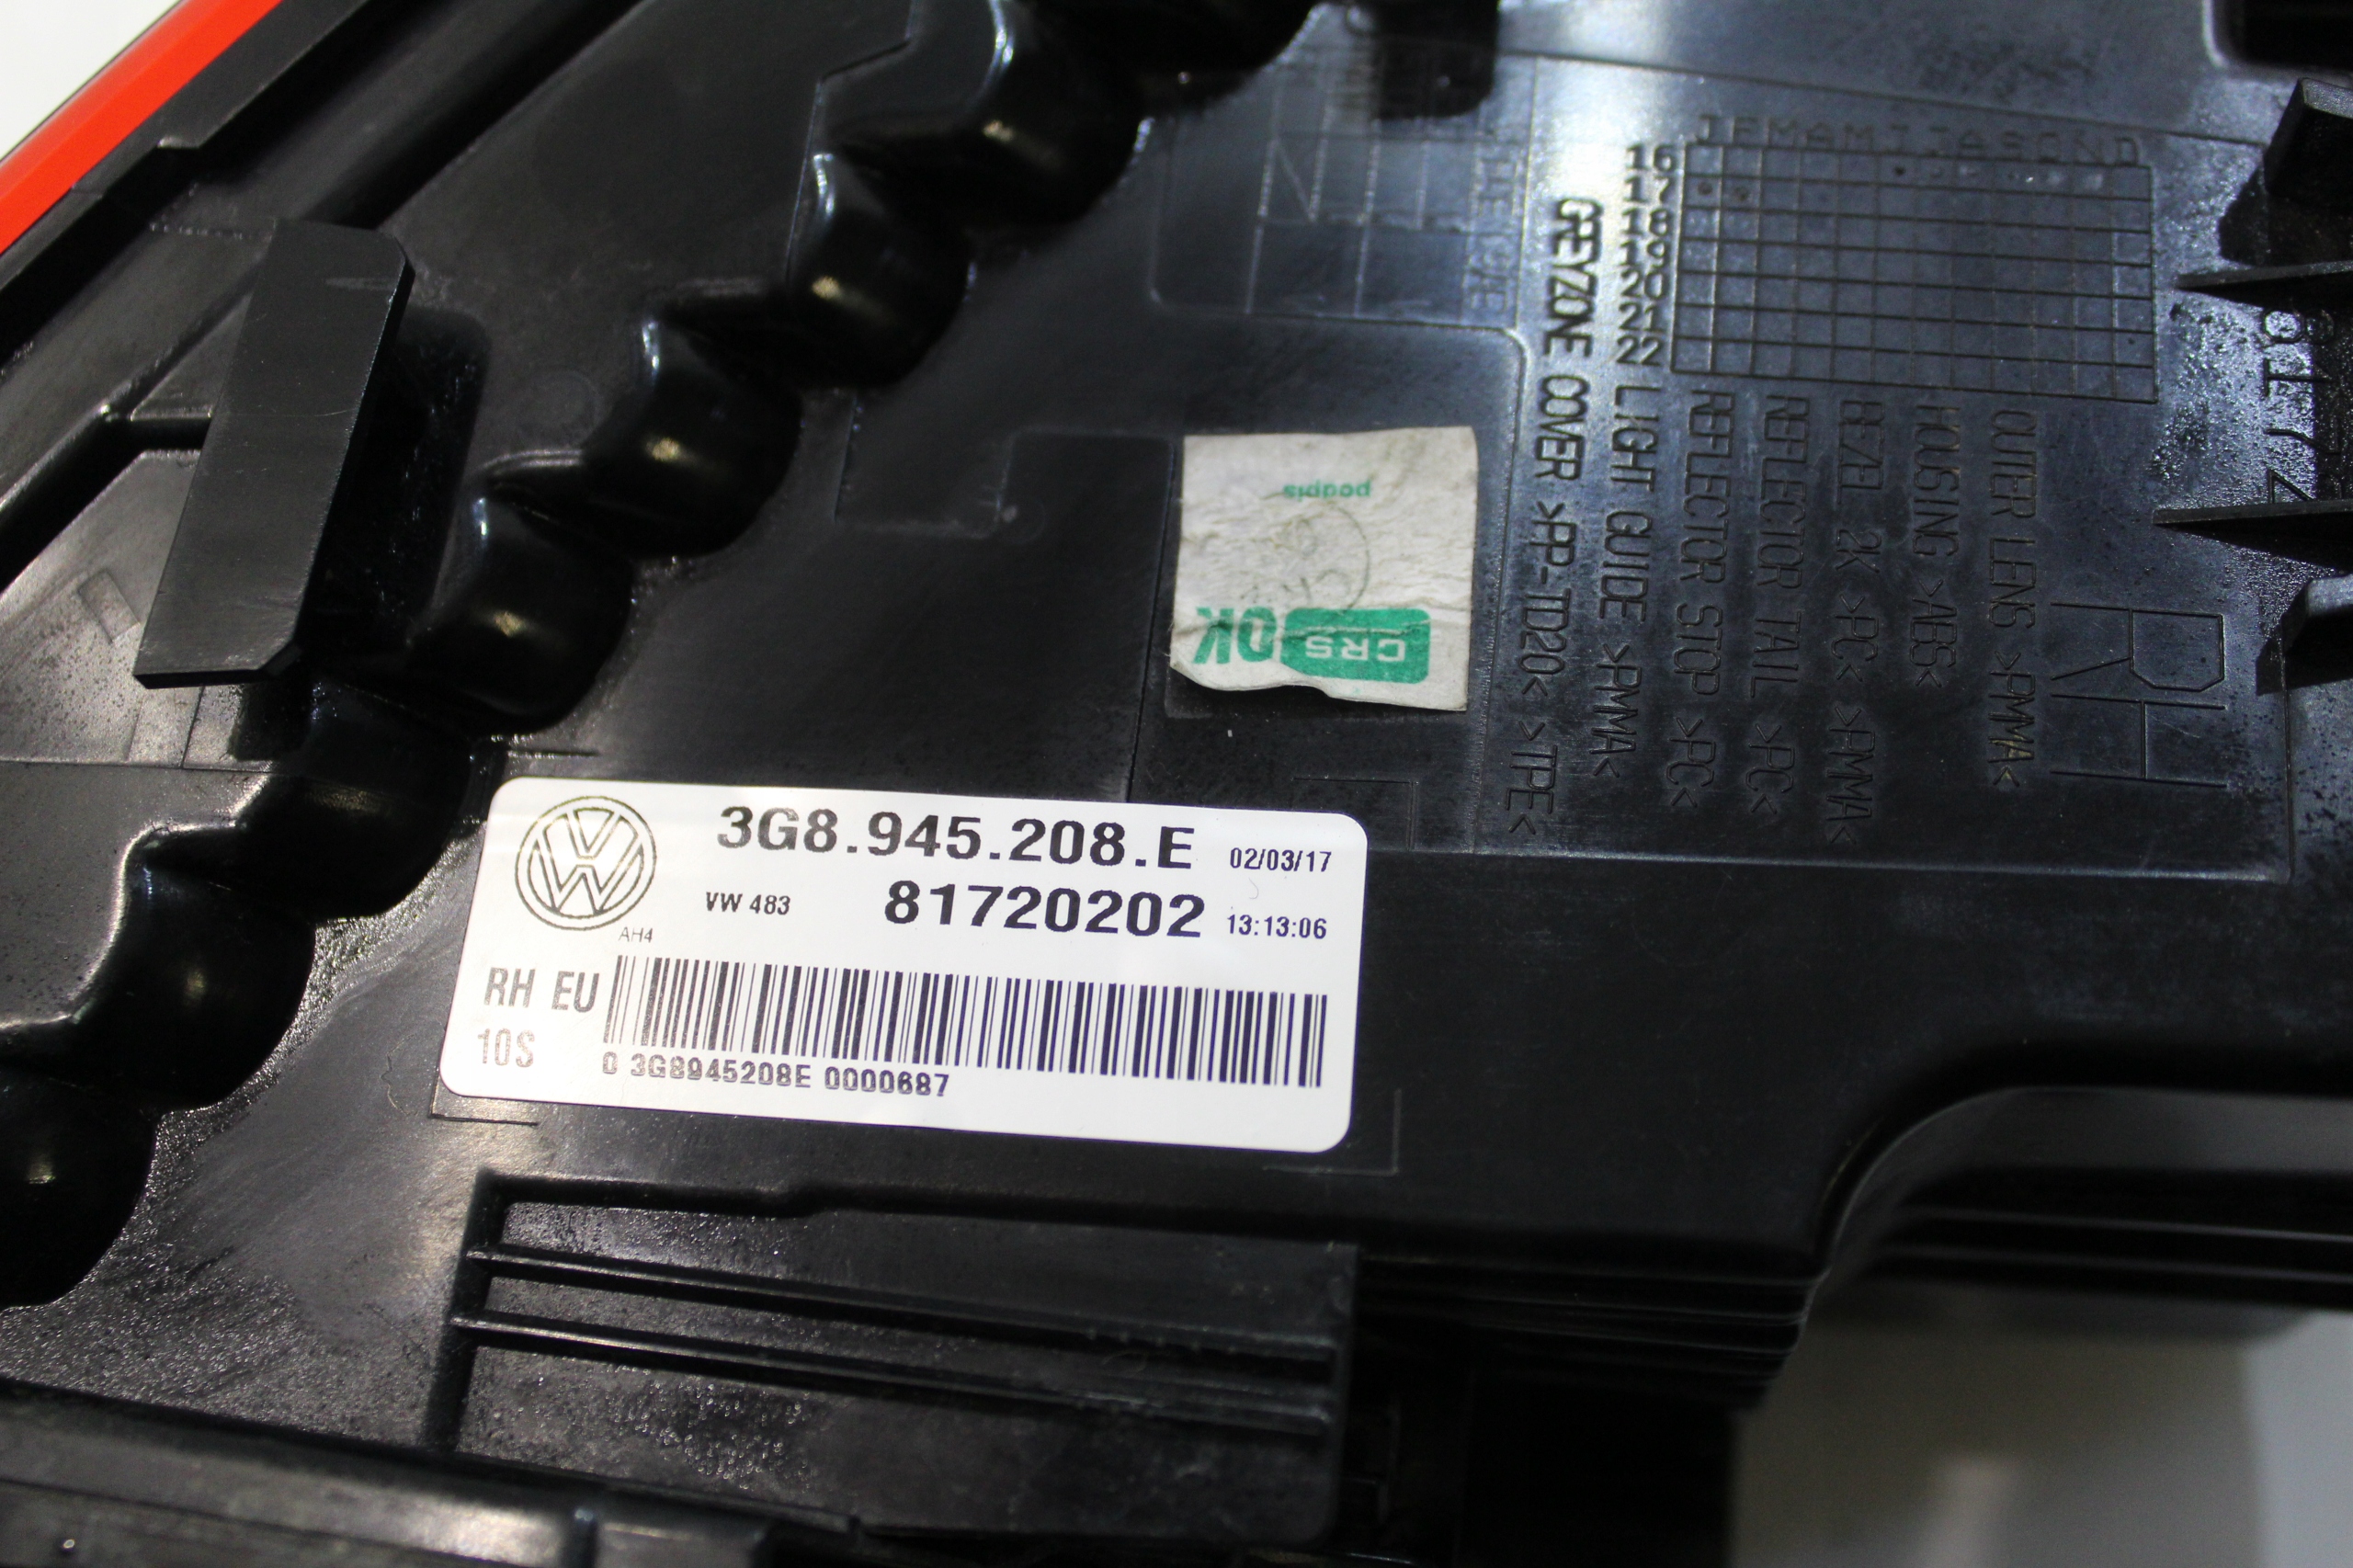 3G8.945.208.E 02/03/17
VW 483 81720202 13:13:06
AH4
RH EU
10S
0 3G8945208E 0000687
podpis
CRS OK
JFMAMJJASOND
16
17
18
19
20
21
22
RH
OUTER LENS >PMMA<
HOUSING >ABS<
BEZEL 2K >PC< >PMMA<
REFLECTOR TAIL >PC<
REFLECTOR STOP >PC<
LIGHT GUIDE >PMMA<
GREYZONE COVER >PP-TD20< >TPE<